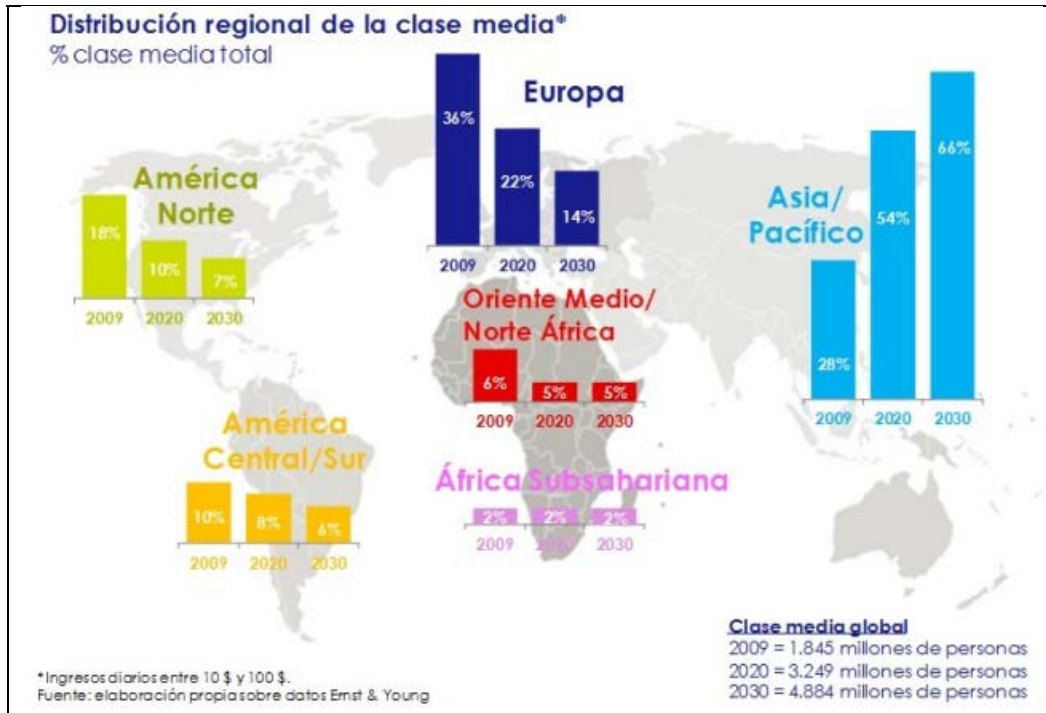 Distribución regional de la clase media*
% clase media total
Europa
36%
22%
14%
2009 2020 2030
América
Norte
18%
10%
7%
2009 2020 2030
Asia/
Pacífico
28%
54%
66%
2009 2020 2030
Oriente Medio/
Norte África
6%
5%
5%
2009 2020 2030
América
Central/Sur
10%
8%
6%
2009 2020 2030
África Subsahariana
2%
2%
2%
2009 2020 2030
Clase media global
2009 = 1.845 millones de personas
2020 = 3.249 millones de personas
2030 = 4.884 millones de personas
*Ingresos diarios entre 10 $ y 100 $.
Fuente: elaboración propia sobre datos Ernst & Young